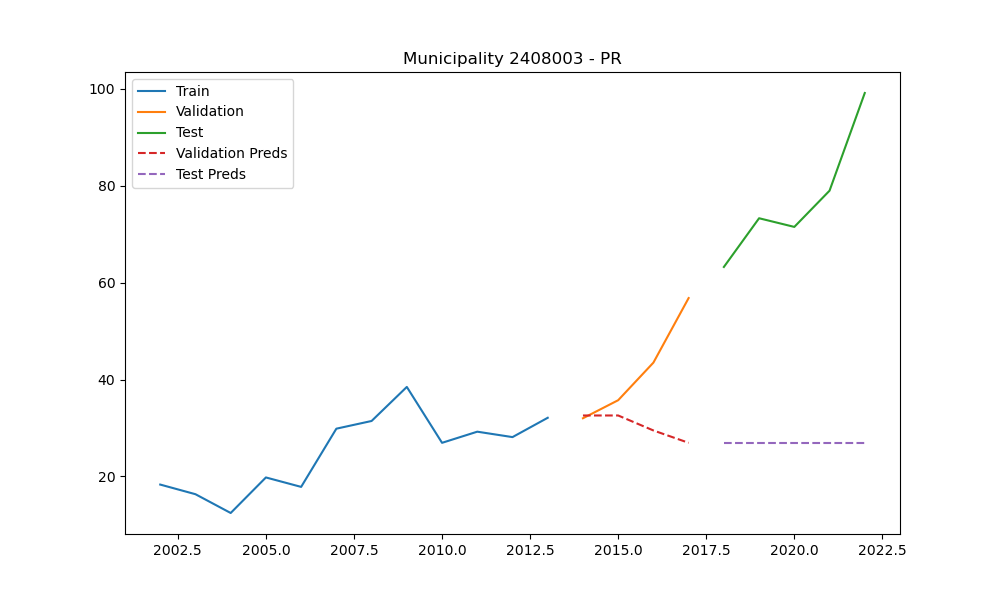 Municipality 2408003 - PR
100
80
60
40
20
Train
Validation
Test
Validation Preds
Test Preds
2002.5 2005.0 2007.5 2010.0 2012.5 2015.0 2017.5 2020.0 2022.5